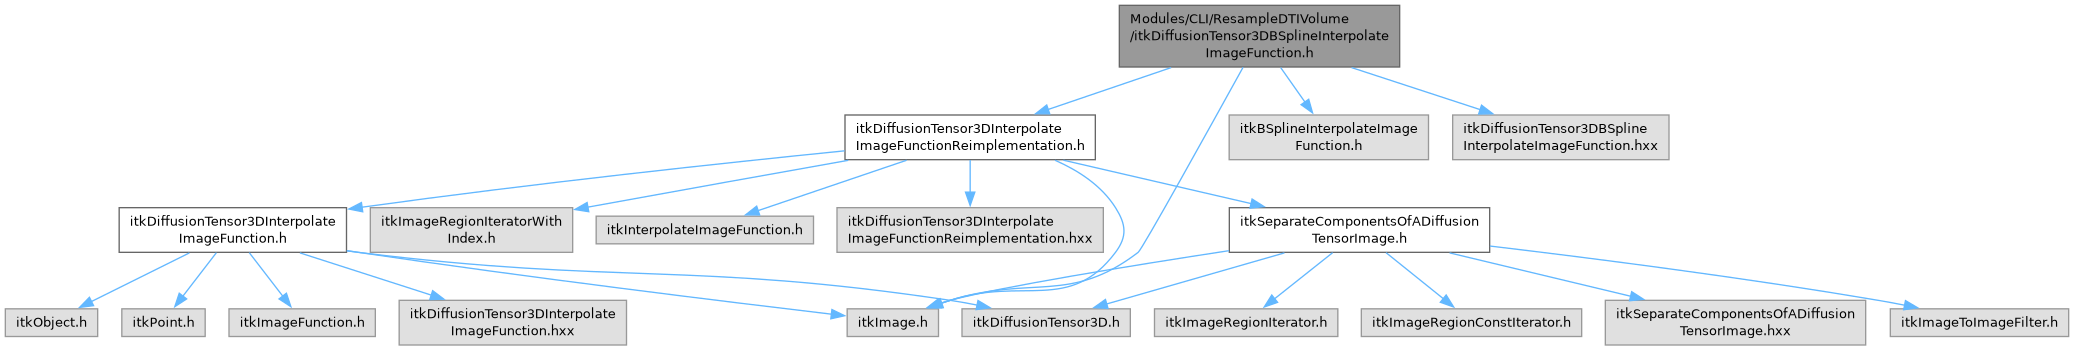 Modules/CLI/ResampleDTIVolume
/itkDiffusionTensor3DBSplineInterpolate
ImageFunction.h
itkDiffusionTensor3DInterpolate
ImageFunctionReimplementation.h
itkBSplineInterpolateImage
Function.h
itkDiffusionTensor3DBSpline
InterpolateImageFunction.hxx
itkDiffusionTensor3DInterpolate
ImageFunction.h
itkImageRegionIteratorWith
Index.h
itkInterpolateImageFunction.h
itkDiffusionTensor3DInterpolate
ImageFunctionReimplementation.hxx
itkSeparateComponentsOfADiffusion
TensorImage.h
itkObject.h
itkPoint.h
itkImageFunction.h
itkDiffusionTensor3DInterpolate
ImageFunction.hxx
itkImage.h
itkDiffusionTensor3D.h
itkImageRegionIterator.h
itkImageRegionConstIterator.h
itkSeparateComponentsOfADiffusion
TensorImage.hxx
itkImageToImageFilter.h